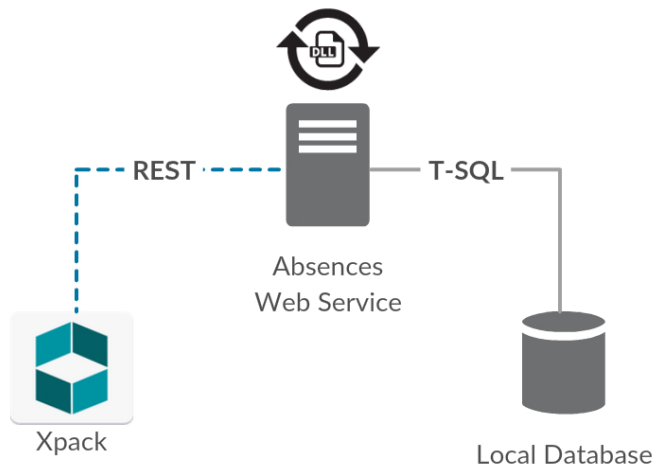 DLL
REST
T-SQL
Absences
Web Service
Xpack
Local Database